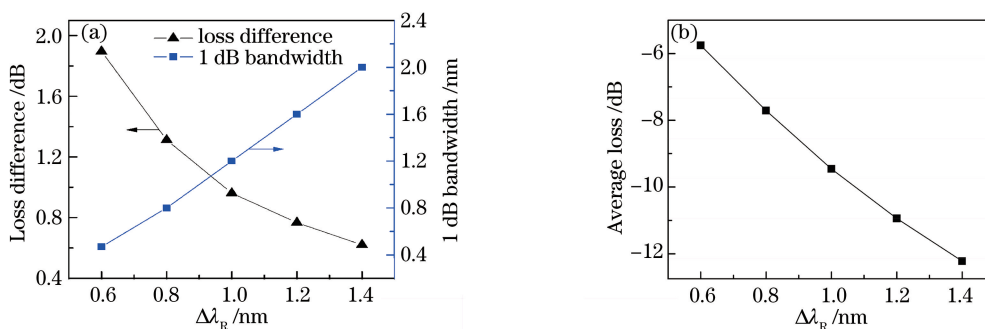 (a)
loss difference
1 dB bandwidth
Loss difference /dB
2.0
1.6
1.2
0.8
0.4
2.4
2.0
1.6
1.2
0.8
0.4
1 dB bandwidth /nm
0.6 0.8 1.0 1.2 1.4
Δλ_R /nm
(b)
Average loss /dB
−6
−8
−10
−12
0.6 0.8 1.0 1.2 1.4
Δλ_R /nm